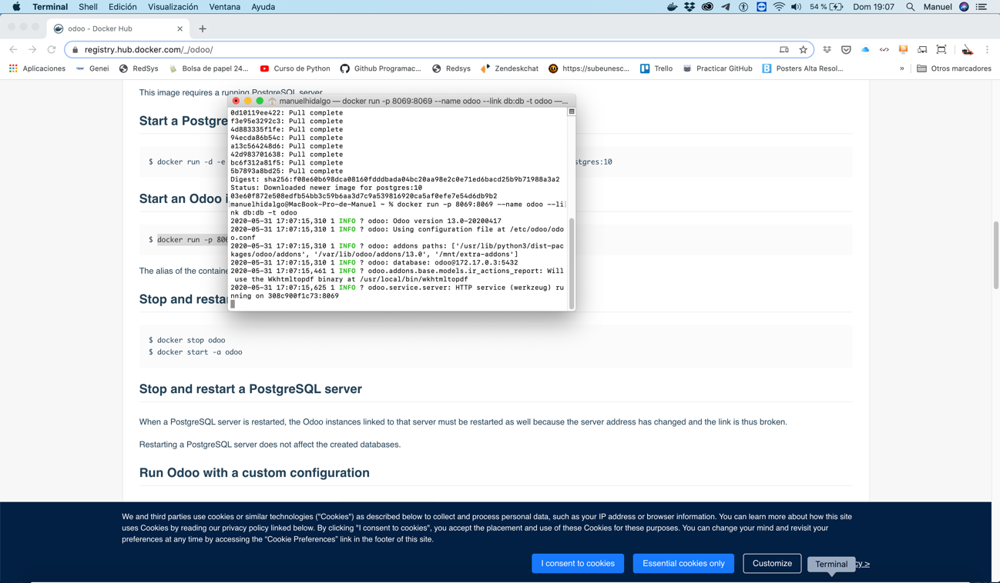 Terminal Shell Edición Visualización Ventana Ayuda 54 % Dom 19:07 Manuel
odoo - Docker Hub
registry.hub.docker.com/_/odoo/
Aplicaciones Genei RedSys Bolsa de papel 24... Curso de Python Github Programac... Redsys Zendeskchat https://subeunesc... Trello Practicar GitHub Posters Alta Resol... » Otros marcadores
This image requires a running PostgreSQL server
manuelhidalgo — docker run -p 8069:8069 --name odoo --link db:db -t odoo —...
0d10119ee422: Pull complete
f3e95e3292c3: Pull complete
4d883335f1fe: Pull complete
94ecda86b54c: Pull complete
a13c564248d6: Pull complete
42d983701638: Pull complete
bc6f312a81f5: Pull complete
5b7893a8bd25: Pull complete
Digest: sha256:f08e60b698dca08160fdddbada04bc20aa98e2c0e71ed6bacd25b9b71988a3a2
Status: Downloaded newer image for postgres:10
03e60f872e508edfb54bb3c59b6aa3d7c9a539816920ca5af0efe7e54d6db9b2
manuelhidalgo@MacBook-Pro-de-Manuel ~ % docker run -p 8069:8069 --name odoo --li
nk db:db -t odoo
2020-05-31 17:07:15,310 1 INFO ? odoo: Odoo version 13.0-20200417
2020-05-31 17:07:15,310 1 INFO ? odoo: Using configuration file at /etc/odoo/odo
o.conf
2020-05-31 17:07:15,310 1 INFO ? odoo: addons paths: ['/usr/lib/python3/dist-pac
kages/odoo/addons', '/var/lib/odoo/addons/13.0', '/mnt/extra-addons']
2020-05-31 17:07:15,310 1 INFO ? odoo: database: odoo@172.17.0.3:5432
2020-05-31 17:07:15,461 1 INFO ? odoo.addons.base.models.ir_actions_report: Will
use the Wkhtmltopdf binary at /usr/local/bin/wkhtmltopdf
2020-05-31 17:07:15,625 1 INFO ? odoo.service.server: HTTP service (werkzeug) ru
nning on 308c900f1c73:8069
Start a Postgre
$ docker run -d -e stgres:10
Start an Odoo i
$ docker run -p 806
The alias of the containe
Stop and resta
$ docker stop odoo
$ docker start -a odoo
Stop and restart a PostgreSQL server
When a PostgreSQL server is restarted, the Odoo instances linked to that server must be restarted as well because the server address has changed and the link is thus broken.
Restarting a PostgreSQL server does not affect the created databases.
Run Odoo with a custom configuration
We and third parties use cookies or similar technologies ("Cookies") as described below to collect and process personal data, such as your IP address or browser information. You can learn more about how this site
uses Cookies by reading our privacy policy linked below. By clicking "I consent to cookies", you accept the placement and use of these Cookies for these purposes. You can change your mind and revisit your
preferences at any time by accessing the “Cookie Preferences” link in the footer of this site.
I consent to cookies Essential cookies only Customize Terminal cy >